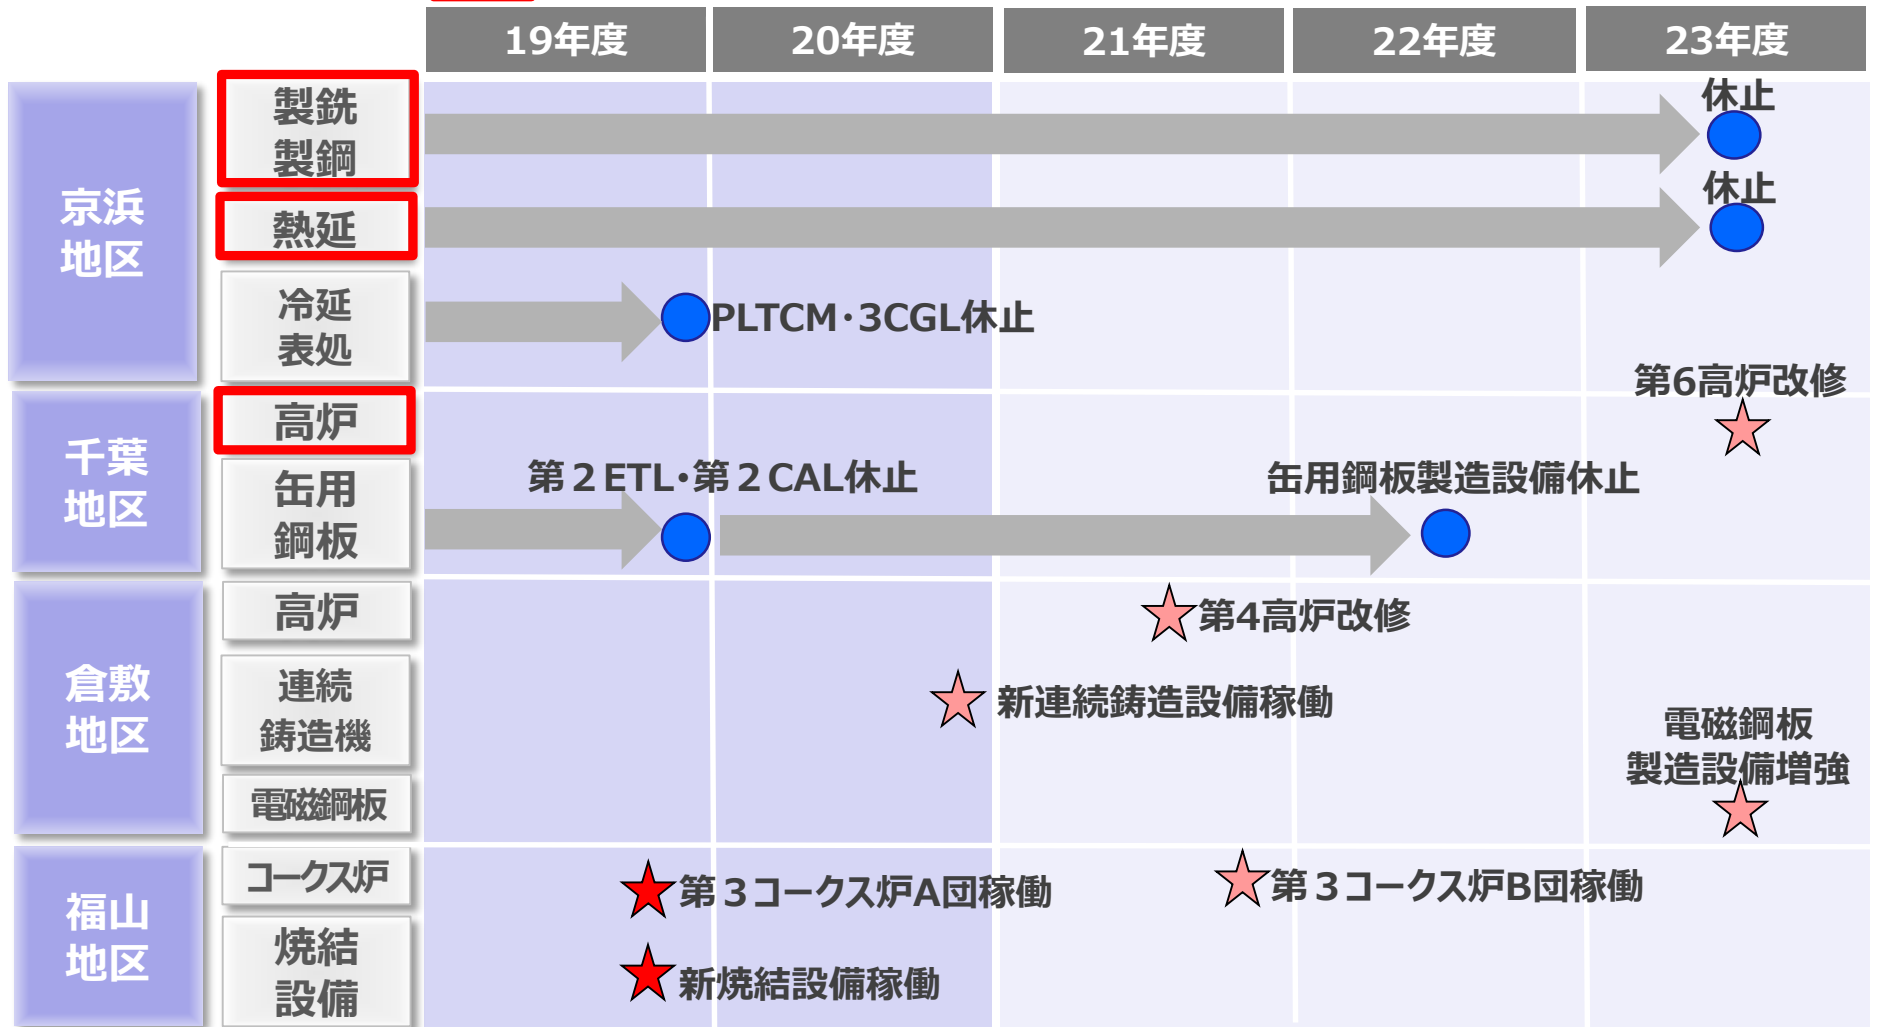 19年度
20年度
21年度
22年度
23年度
京浜
地区
製銑
製鋼
休止
熱延
休止
冷延
表処
PLTCM・3CGL休止
千葉
地区
高炉
第6高炉改修
缶用
鋼板
第２ETL・第２CAL休止
缶用鋼板製造設備休止
倉敷
地区
高炉
第4高炉改修
連続
鋳造機
新連続鋳造設備稼働
電磁鋼板
電磁鋼板
製造設備増強
福山
地区
コークス炉
第３コークス炉A団稼働
第３コークス炉B団稼働
焼結
設備
新焼結設備稼働